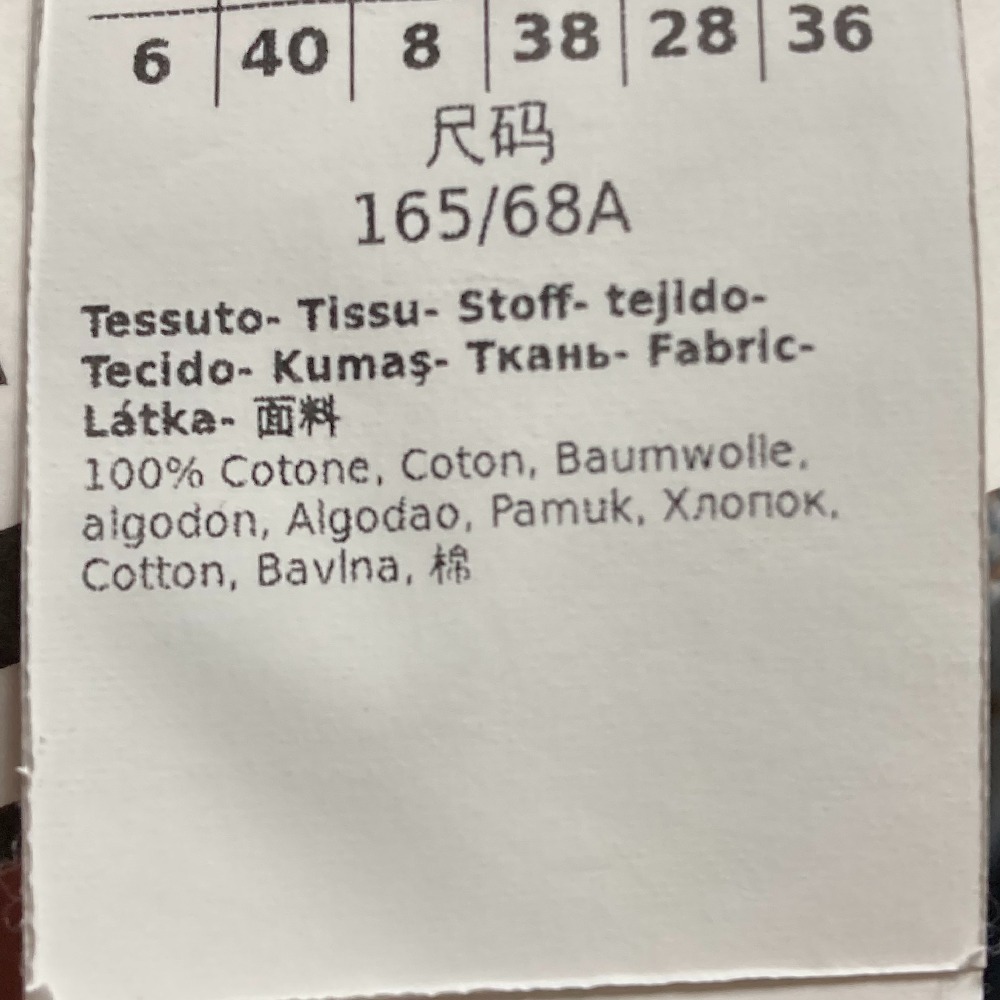 6 40 8 38 28 36
尺码
165/68A
Tessuto- Tissu- Stoff- tejido-
Tecido- Kumaş- Ткань- Fabric-
Látka- 面料
100% Cotone, Coton, Baumwolle,
algodon, Algodao, Pamuk, Хлопок,
Cotton, Bavlna, 棉